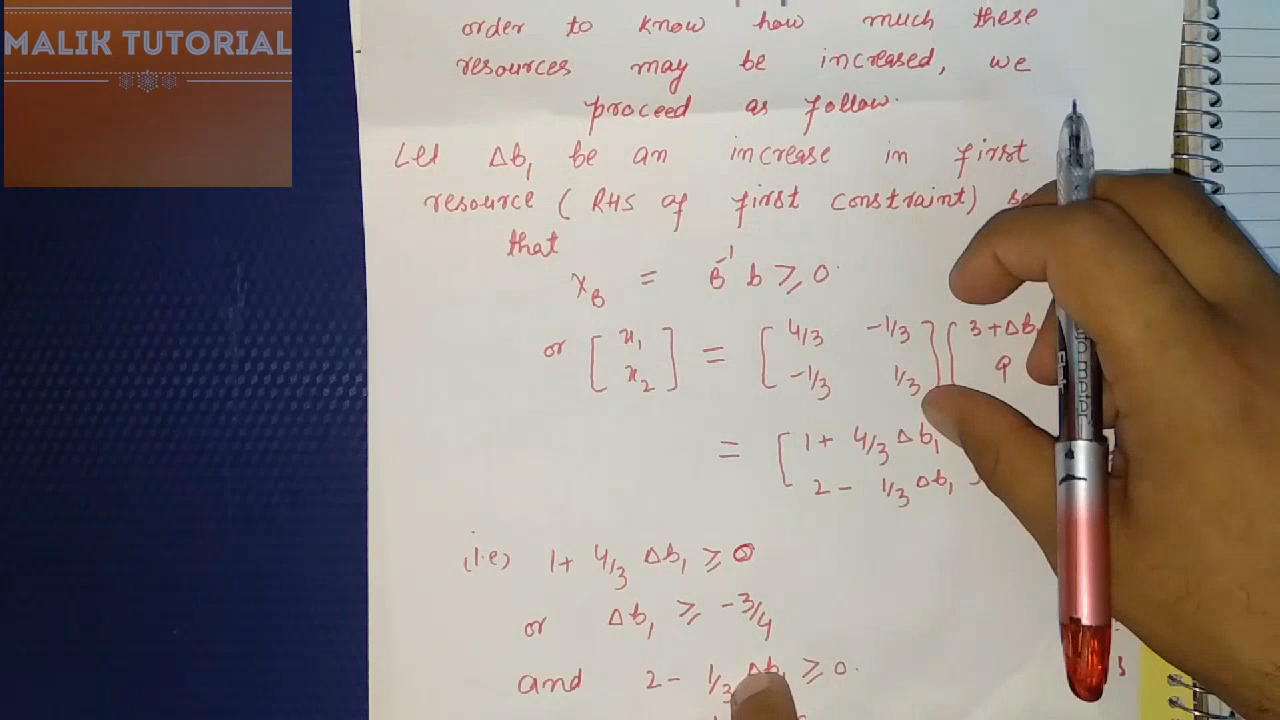 MALIK TUTORIAL
order to know how much these
resources may be increased, we
proceed as follow.
Let Δb₁ be an increase in first
resource (RHS of first constraint)
that
x_B = B⁻¹ b ≥ 0.
or [x₁ x₂] = [4/3 -1/3 -1/3 1/3] [3+Δb₁ 9
= [1 + 4/3 Δb₁ 2 - 1/3 Δb₁]
(i.e) 1 + 4/3 Δb₁ ≥ 0
or Δb₁ ≥ -3/4
and 2 - 1/3 Δb₁ ≥ 0.